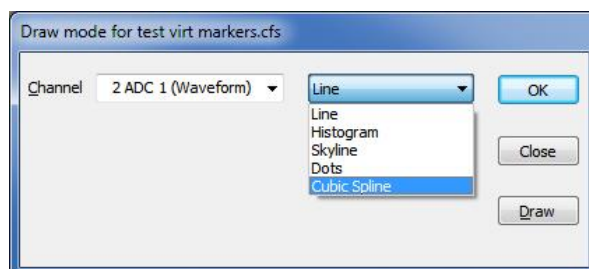 Draw mode for test virt markers.cfs
Channel 2 ADC 1 (Waveform) Line OK
Line
Histogram
Skyline
Dots
Cubic Spline
Close
Draw